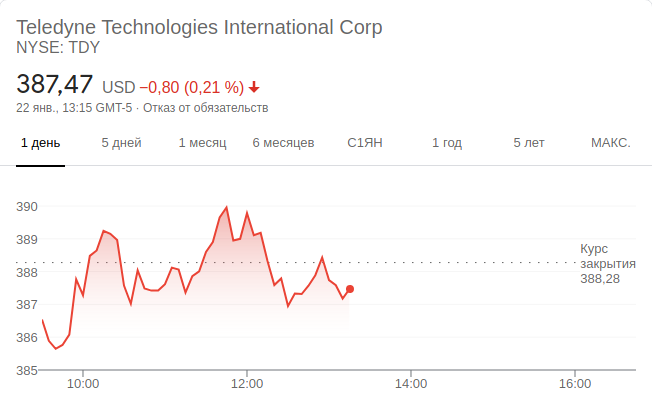 Teledyne Technologies International Corp
NYSE: TDY
387,47 USD −0,80 (0,21 %)
22 янв., 13:15 GMT-5 · Отказ от обязательств
1 день 5 дней 1 месяц 6 месяцев С1ЯН 1 год 5 лет МАКС.
390
389
388
387
386
385
Курс
закрытия
388,28
10:00 12:00 14:00 16:00